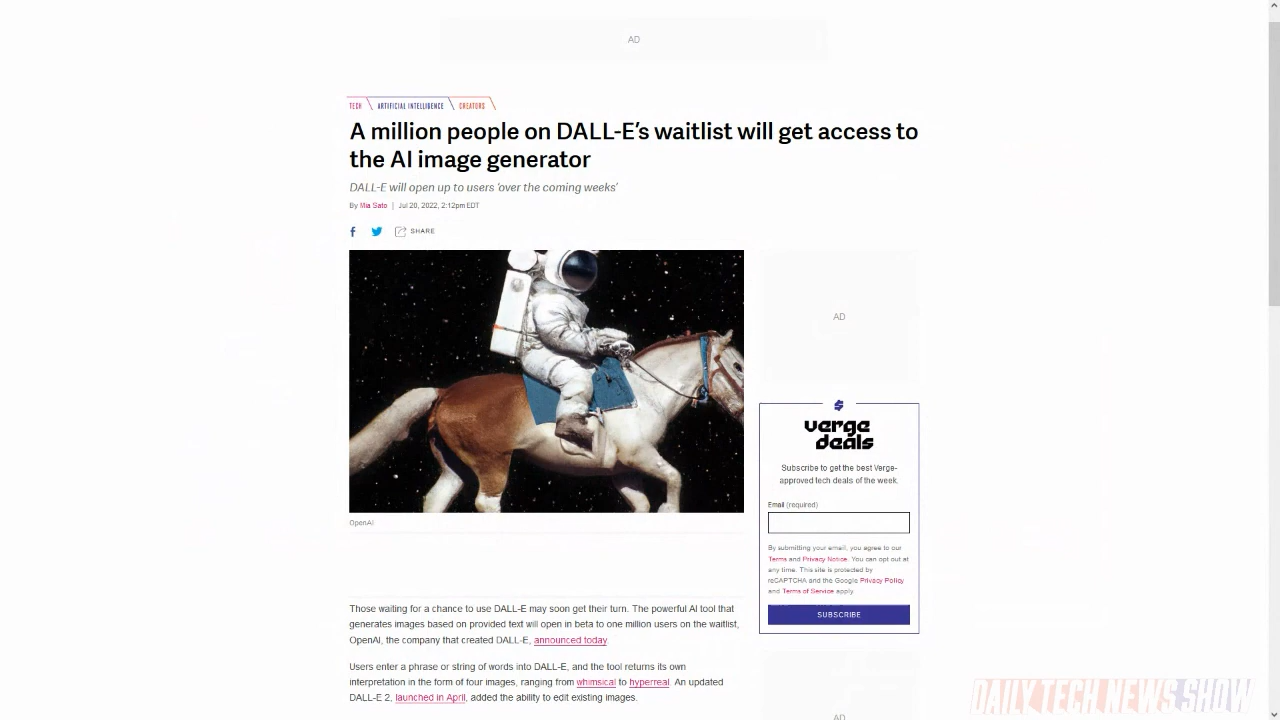 AD
TECH ARTIFICIAL INTELLIGENCE CREATORS
A million people on DALL-E’s waitlist will get access to
the AI image generator
DALL-E will open up to users ‘over the coming weeks’
By Mia Sato | Jul 20, 2022, 2:12pm EDT
SHARE
OpenAI
Those waiting for a chance to use DALL-E may soon get their turn. The powerful AI tool that
generates images based on provided text will open in beta to one million users on the waitlist,
OpenAI, the company that created DALL-E, announced today.
Users enter a phrase or string of words into DALL-E, and the tool returns its own
interpretation in the form of four images, ranging from whimsical to hyperreal. An updated
DALL-E 2, launched in April, added the ability to edit existing images.
AD
verge
deals
Subscribe to get the best Verge-
approved tech deals of the week.
Email (required)
By submitting your email, you agree to our
Terms and Privacy Notice. You can opt out at
any time. This site is protected by
reCAPTCHA and the Google Privacy Policy
and Terms of Service apply.
SUBSCRIBE
AD
DAILY TECH NEWS SHOW